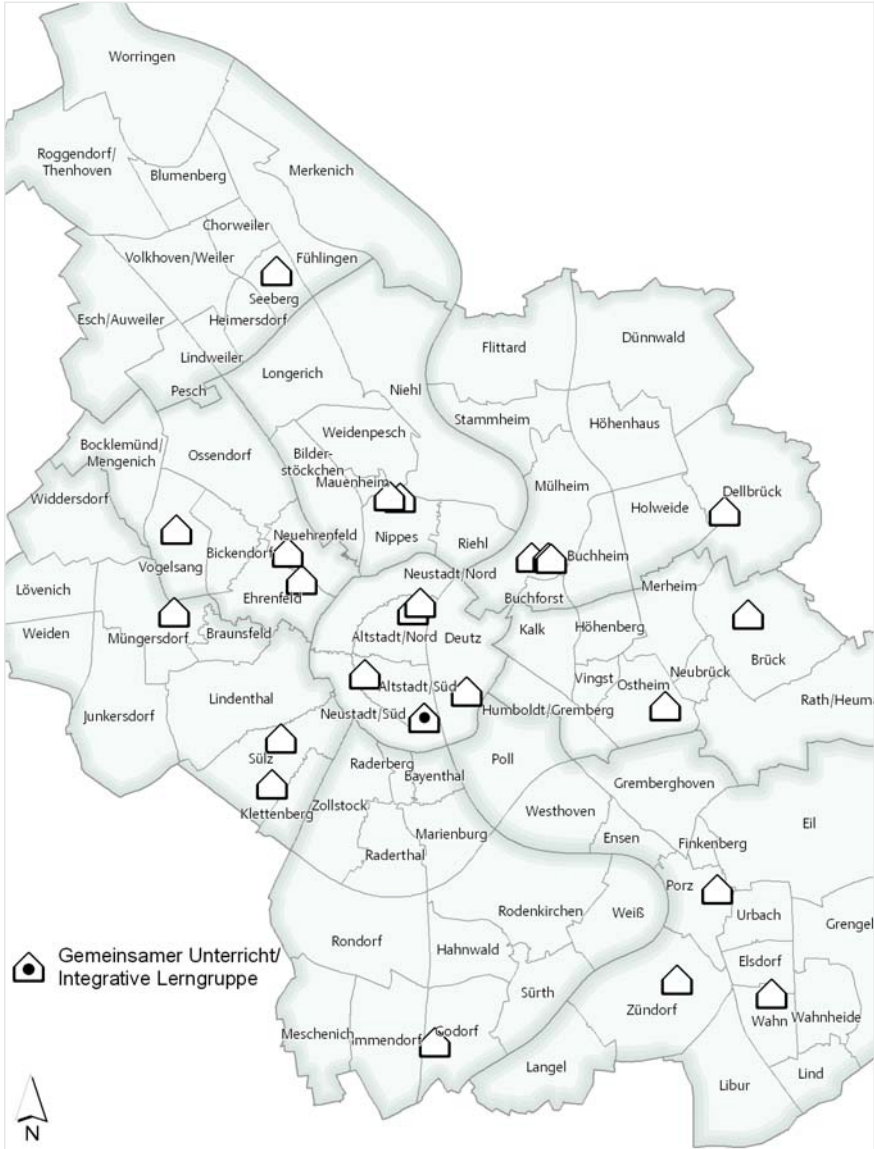 Worringen
Roggendorf/
Thenhoven
Blumenberg
Merkenich
Chorweiler
Volkhoven/Weiler
Fühlingen
Seeberg
Esch/Auweiler
Heimersdorf
Lindweiler
Pesch
Flittard
Dünnwald
Longerich
Niehl
Stammheim
Höhenhaus
Weidenpesch
Bocklemünd/
Mengenich
Ossendorf
Bilder-
stöckchen
Mauenheim
Widdersdorf
Mülheim
Dellbrück
Holweide
Neuehrenfeld
Nippes
Riehl
Bickendorf
Vogelsang
Buchheim
Neustadt/Nord
Merheim
Lövenich
Ehrenfeld
Buchforst
Weiden
Müngersdorf
Braunsfeld
Altstadt/Nord
Deutz
Kalk
Höhenberg
Brück
Neubrück
Vingst
Ostheim
Altstadt/Süd
Lindenthal
Rath/Heuma
Junkersdorf
Neustadt/Süd
Humboldt/Gremberg
Sülz
Raderberg
Poll
Bayenthal
Gremberghoven
Klettenberg
Zollstock
Westhoven
Eil
Marienburg
Ensen
Finkenberg
Raderthal
Porz
Rodenkirchen
Weiß
Urbach
Grengel
Rondorf
Hahnwald
Gemeinsamer Unterricht/
Integrative Lerngruppe
Elsdorf
Sürth
Zündorf
Wahn
Wahnheide
Meschenich
Immendorf
Godorf
Langel
Libur
Lind
N